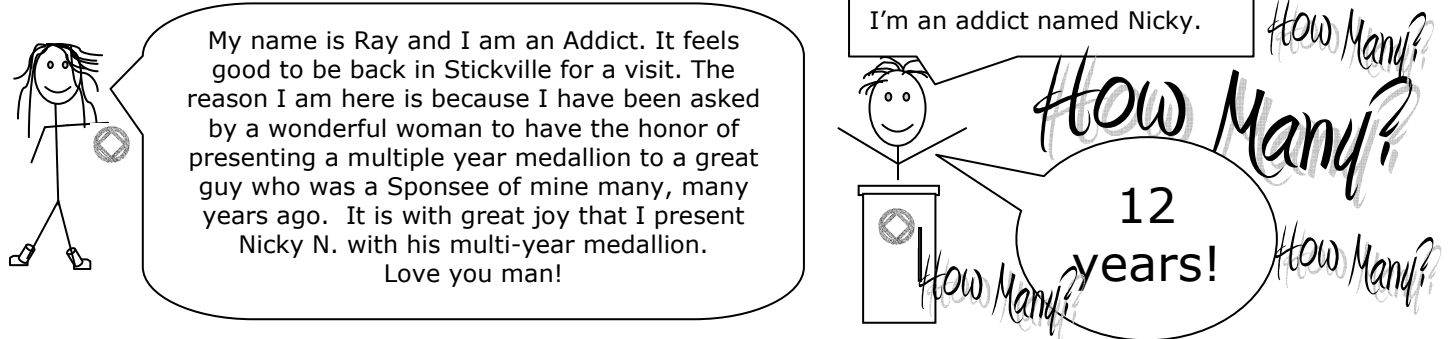 My name is Ray and I am an Addict. It feels
good to be back in Stickville for a visit. The
reason I am here is because I have been asked
by a wonderful woman to have the honor of
presenting a multiple year medallion to a great
guy who was a Sponsee of mine many, many
years ago.  It is with great joy that I present
Nicky N. with his multi-year medallion.
Love you man!
I'm an addict named Nicky.
How Many?
How Many?
12
years!
How Many?
How Many?